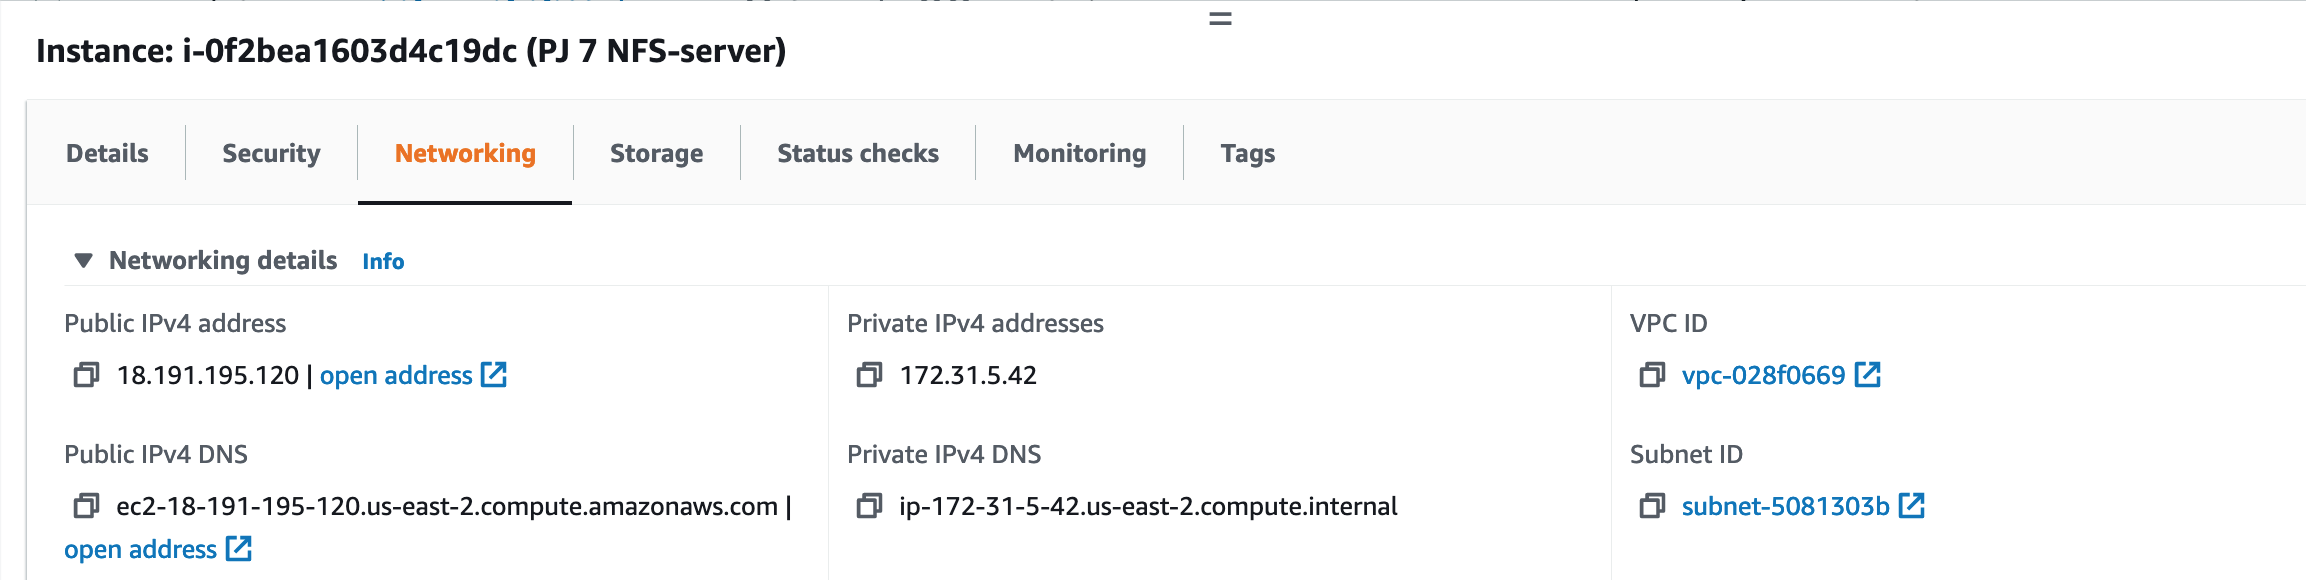 Instance: i-0f2bea1603d4c19dc (PJ 7 NFS-server)
Details Security Networking Storage Status checks Monitoring Tags
Networking details Info
Public IPv4 address
18.191.195.120 | open address
Public IPv4 DNS
ec2-18-191-195-120.us-east-2.compute.amazonaws.com |
open address
Private IPv4 addresses
172.31.5.42
Private IPv4 DNS
ip-172-31-5-42.us-east-2.compute.internal
VPC ID
vpc-028f0669
Subnet ID
subnet-5081303b